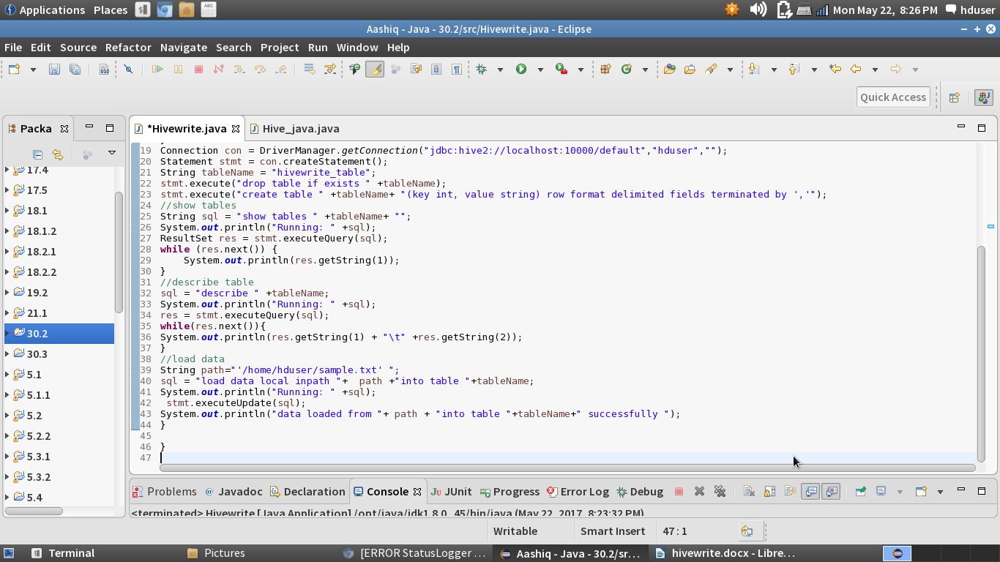 Applications Places Mon May 22, 8:26 PM hduser
Aashiq - Java - 30.2/src/Hivewrite.java - Eclipse
File Edit Source Refactor Navigate Search Project Run Window Help
Quick Access
Packa
*Hivewrite.java Hive_java.java
17.4
17.5
18.1
18.1.2
18.2.1
18.2.2
19.2
21.1
30.2
30.3
5.1
5.1.1
5.2
5.2.2
5.3.1
5.3.2
5.4
19 Connection con = DriverManager.getConnection("jdbc:hive2://localhost:10000/default","hduser","");
20 Statement stmt = con.createStatement();
21 String tableName = "hivewrite_table";
22 stmt.execute("drop table if exists " +tableName);
23 stmt.execute("create table " +tableName+ "(key int, value string) row format delimited fields terminated by ','");
24 //show tables
25 String sql = "show tables " +tableName+ "";
26 System.out.println("Running: " +sql);
27 ResultSet res = stmt.executeQuery(sql);
28 while (res.next()) {
29 System.out.println(res.getString(1));
30 }
31 //describe table
32 sql = "describe " +tableName;
33 System.out.println("Running: " +sql);
34 res = stmt.executeQuery(sql);
35 while(res.next()){
36 System.out.println(res.getString(1) + "\t" +res.getString(2));
37 }
38 //load data
39 String path="'/home/hduser/sample.txt' ";
40 sql = "load data local inpath "+  path +"into table "+tableName;
41 System.out.println("Running: " +sql);
42  stmt.executeUpdate(sql);
43 System.out.println("data loaded from "+ path + "into table "+tableName+" successfully ");
44 }
45
46 }
47
Problems @ Javadoc Declaration Console JUnit Progress Error Log Debug
<terminated> Hivewrite [Java Application] /opt/java/jdk1.8.0_45/bin/java (May 22, 2017, 8:23:32 PM)
Writable Smart Insert 47 : 1
Terminal Pictures [ERROR StatusLogger ... Aashiq - Java - 30.2/sr... hivewrite.docx - Libre...